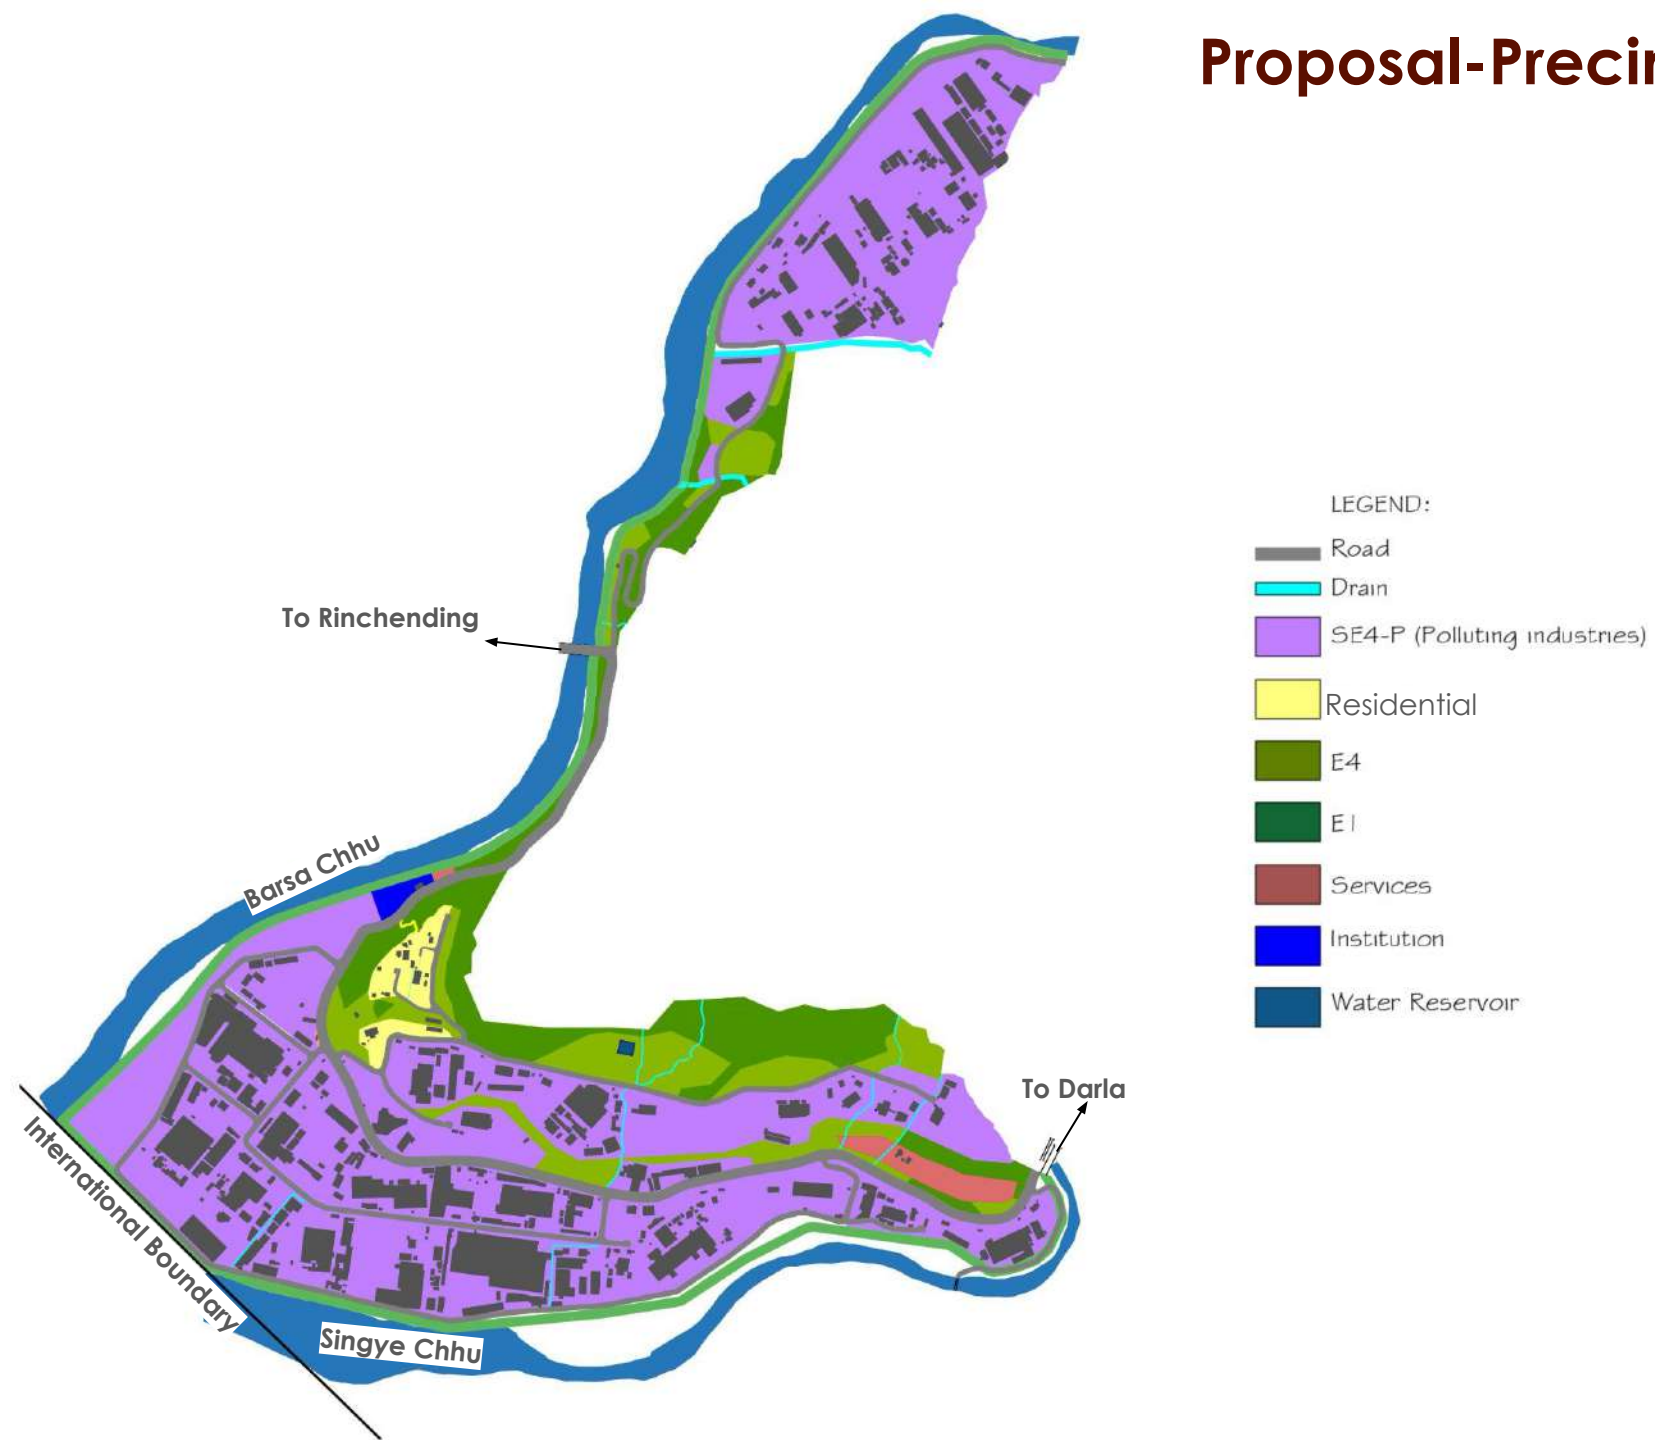 Proposal-Precin
To Rinchending
Barsa Chhu
International Boundary
Singye Chhu
To Darla
LEGEND:
Road
Drain
SE4-P (Polluting industries)
Residential
E4
E1
Services
Institution
Water Reservoir